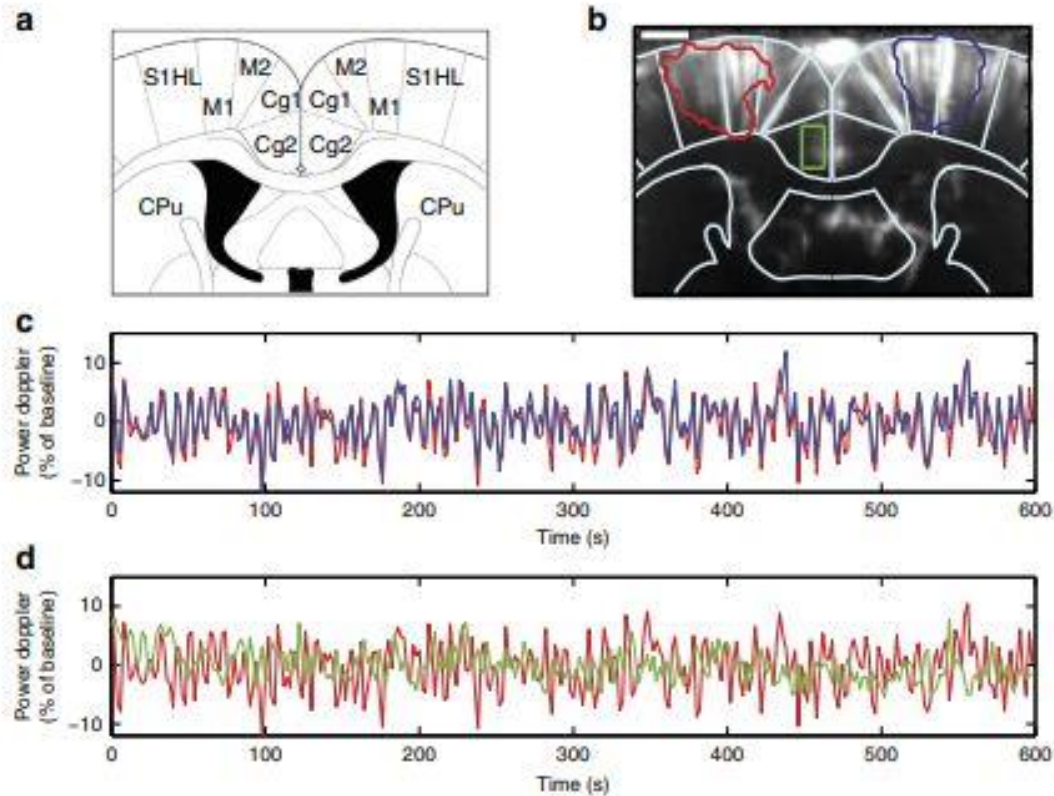 a
S1HL
M2
M2
S1HL
M1
Cg1
Cg1
M1
Cg2
Cg2
CPu
CPu
b
c
Power doppler
(% of baseline)
10
0
−10
0
100
200
300
400
500
600
Time (s)
d
Power doppler
(% of baseline)
10
0
−10
0
100
200
300
400
500
600
Time (s)